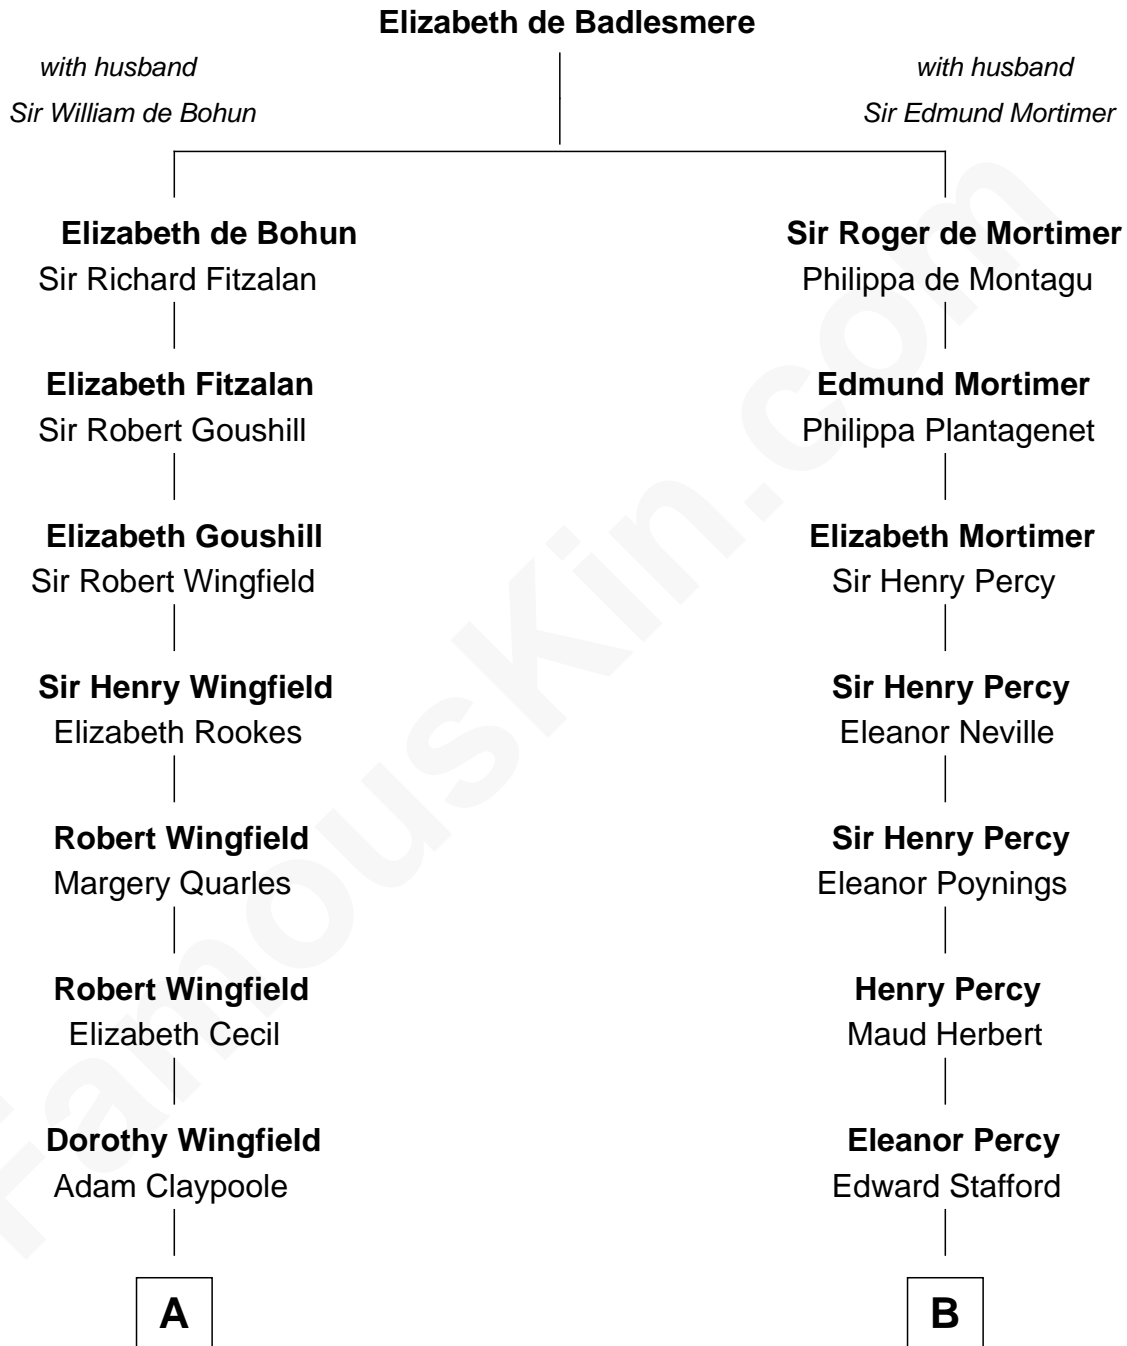 Elizabeth de Badlesmere
with husband
Sir William de Bohun
with husband
Sir Edmund Mortimer
Elizabeth de Bohun
Sir Richard Fitzalan
Sir Roger de Mortimer
Philippa de Montagu
Elizabeth Fitzalan
Sir Robert Goushill
Edmund Mortimer
Philippa Plantagenet
Elizabeth Goushill
Sir Robert Wingfield
Elizabeth Mortimer
Sir Henry Percy
Sir Henry Wingfield
Elizabeth Rookes
Sir Henry Percy
Eleanor Neville
Robert Wingfield
Margery Quarles
Sir Henry Percy
Eleanor Poynings
Robert Wingfield
Elizabeth Cecil
Henry Percy
Maud Herbert
Dorothy Wingfield
Adam Claypoole
Eleanor Percy
Edward Stafford
A
B
FamousKin.com